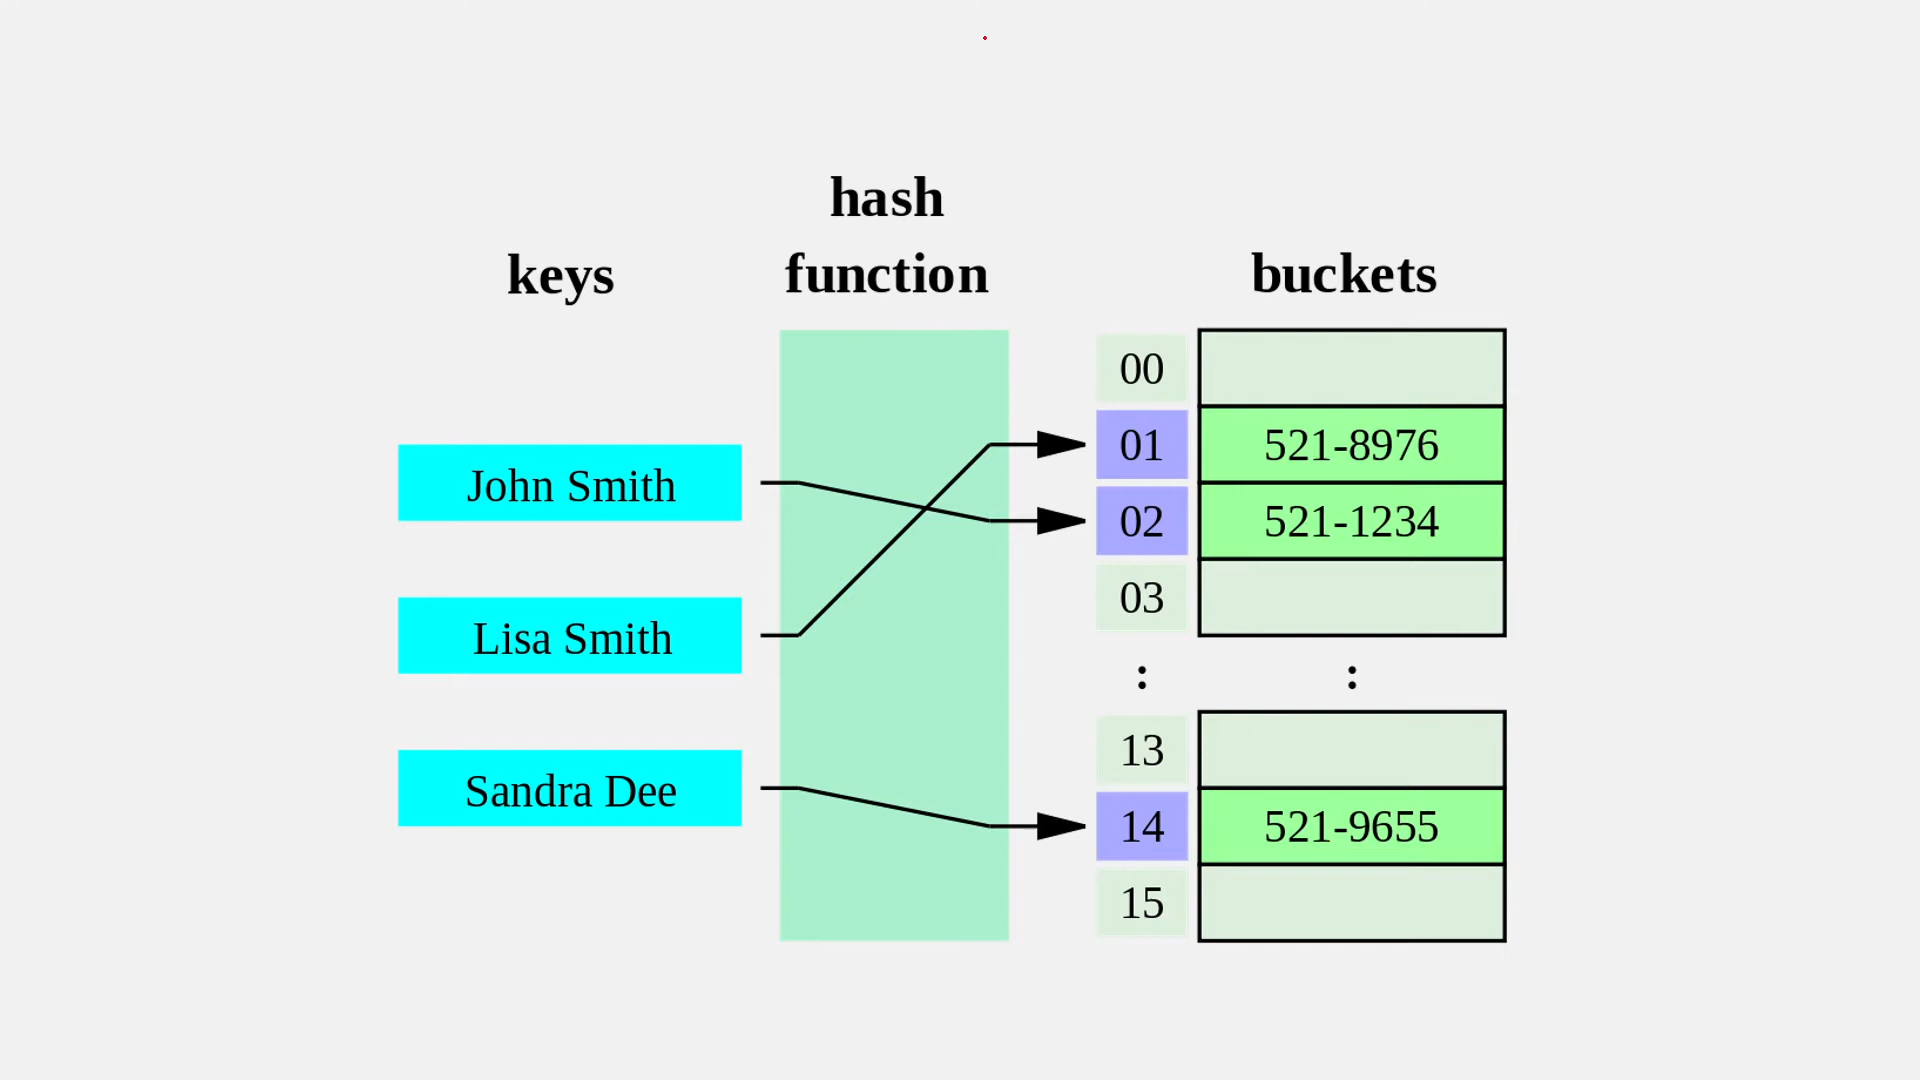 hash
function
keys
buckets
00
01
521-8976
John Smith
02
521-1234
03
Lisa Smith
:
:
13
Sandra Dee
14
521-9655
15